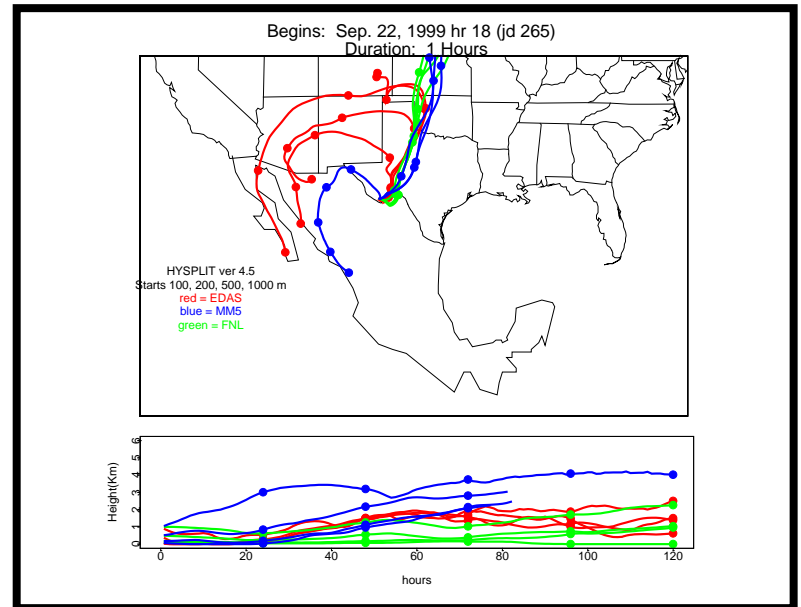 Begins: Sep. 22, 1999 hr 18 (jd 265)
Duration: 1 Hours
HYSPLIT ver 4.5
Starts 100, 200, 500, 1000 m
red = EDAS
blue = MM5
green = FNL
Height(Km)
6
5
4
3
2
1
0
0 20 40 60 80 100 120
hours